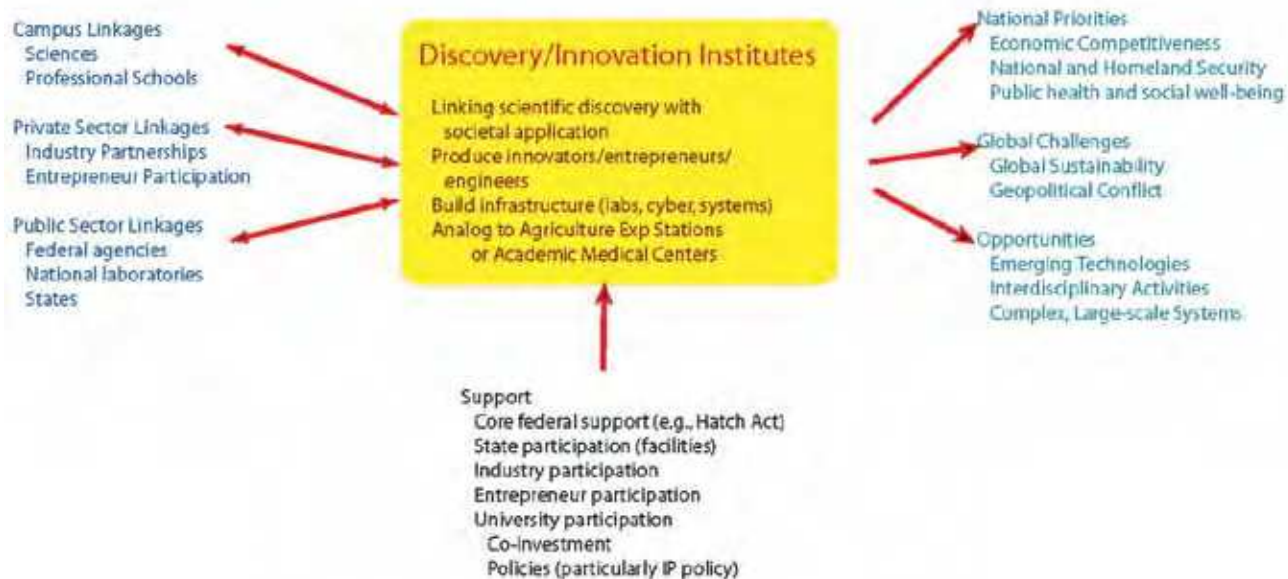 Campus Linkages
Sciences
Professional Schools
Private Sector Linkages
Industry Partnerships
Entrepreneur Participation
Public Sector Linkages
Federal agencies
National laboratories
States
Discovery/Innovation Institutes
Linking scientific discovery with
societal application
Produce innovators/entrepreneurs/
engineers
Build infrastructure (labs, cyber, systems)
Analog to Agriculture Exp Stations
or Academic Medical Centers
National Priorities
Economic Competitiveness
National and Homeland Security
Public health and social well-being
Global Challenges
Global Sustainability
Geopolitical Conflict
Opportunities
Emerging Technologies
Interdisciplinary Activities
Complex, Large-scale Systems
Support
Core federal support (e.g., Hatch Act)
State participation (facilities)
Industry participation
Entrepreneur participation
University participation
Co-investment
Policies (particularly IP policy)